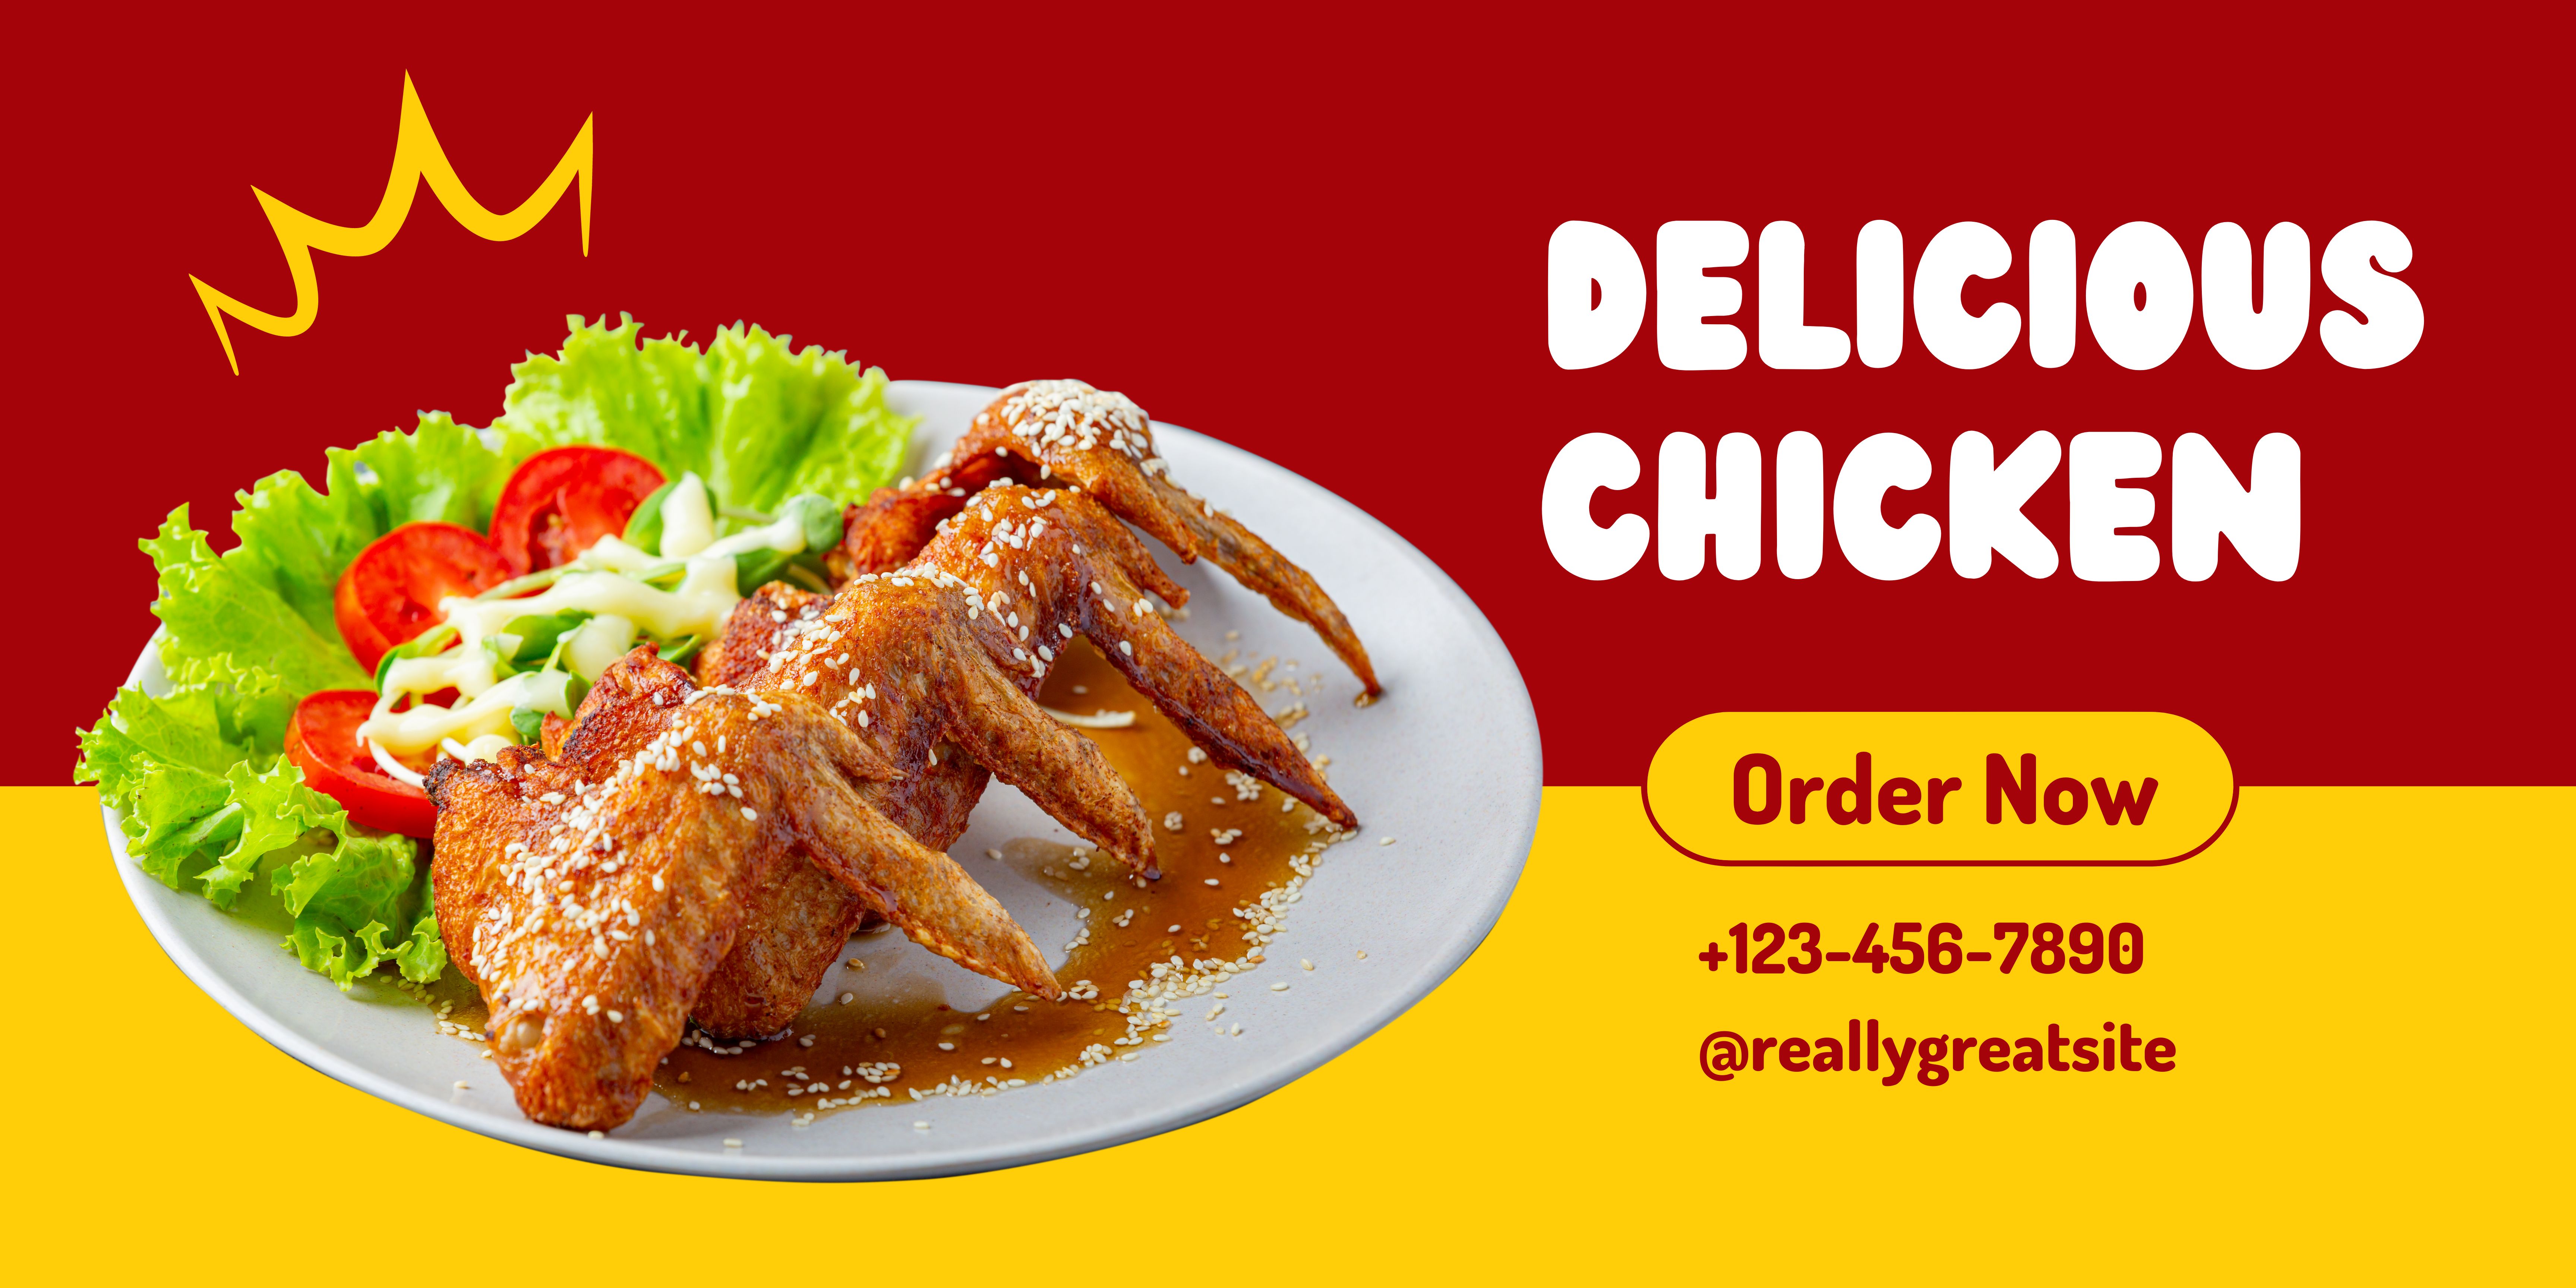 DELICIOUS
CHICKEN
Order Now
+123-456-7890
@reallygreatsite